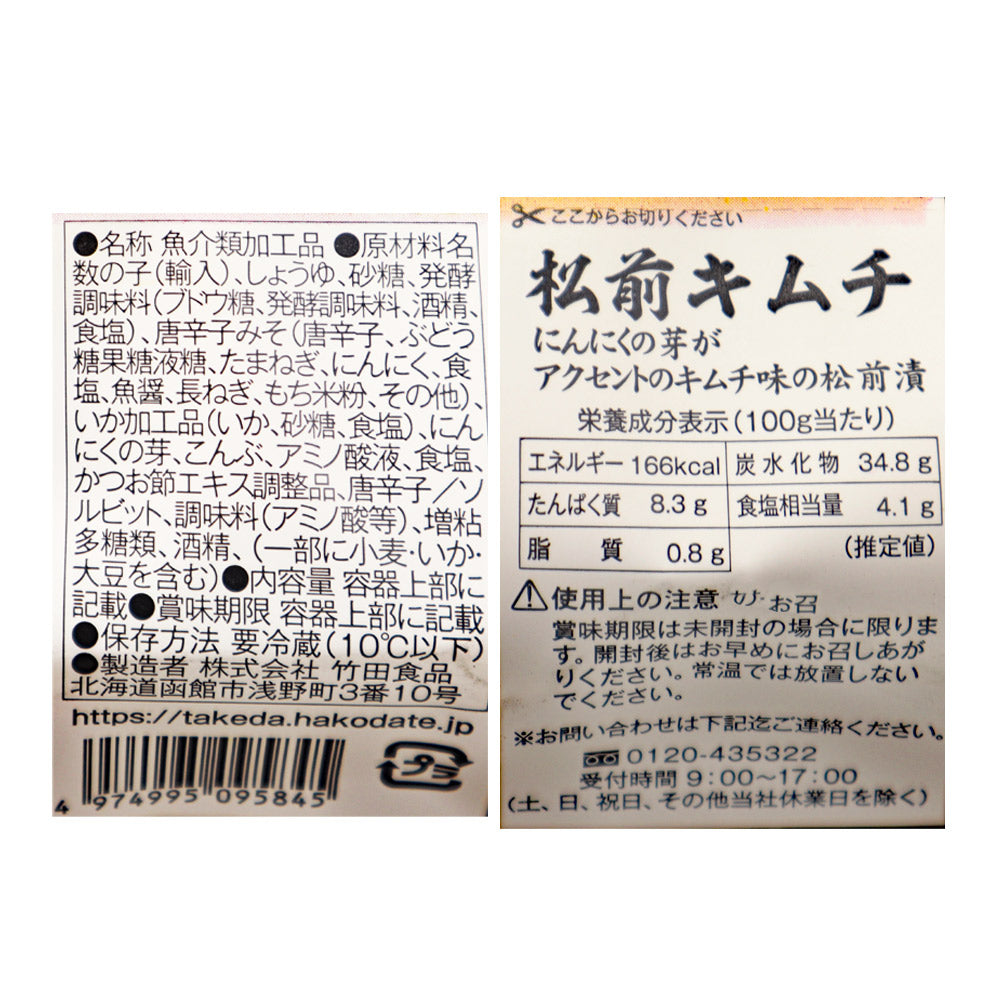 ●名称 魚介類加工品 ●原材料名
数の子(輸入)、しょうゆ、砂糖、発酵
調味料(ブドウ糖、発酵調味料、酒精、
食塩)、唐辛子みそ(唐辛子、ぶどう
糖果糖液糖、たまねぎ、にんにく、食
塩、魚醤、長ねぎ、もち米粉、その他)、
いか加工品(いか、砂糖、食塩)、にん
にくの芽、こんぶ、アミノ酸液、食塩、
かつお節エキス調整品、唐辛子/ソ
ルビット、調味料(アミノ酸等)、増粘
多糖類、酒精、(一部に小麦・いか・
大豆を含む)●内容量 容器上部に
記載●賞味期限 容器上部に記載
●保存方法 要冷蔵(10℃以下)
●製造者 株式会社 竹田食品
北海道函館市浅野町3番10号
https://takeda.hakodate.jp
4 974995 095845
プラ
ここからお切りください
松前キムチ
にんにくの芽が
アクセントのキムチ味の松前漬
栄養成分表示(100g当たり)
エネルギー 166kcal 炭水化物 34.8g
たんぱく質 8.3g 食塩相当量 4.1g
脂質 0.8g (推定値)
⚠使用上の注意 お召
賞味期限は未開封の場合に限りま
す。開封後はお早めにお召しあが
りください。常温では放置しない
でください。
※お問い合わせは下記迄ご連絡ください。
0120-435322
受付時間 9:00〜17:00
(土、日、祝日、その他当社休業日を除く)